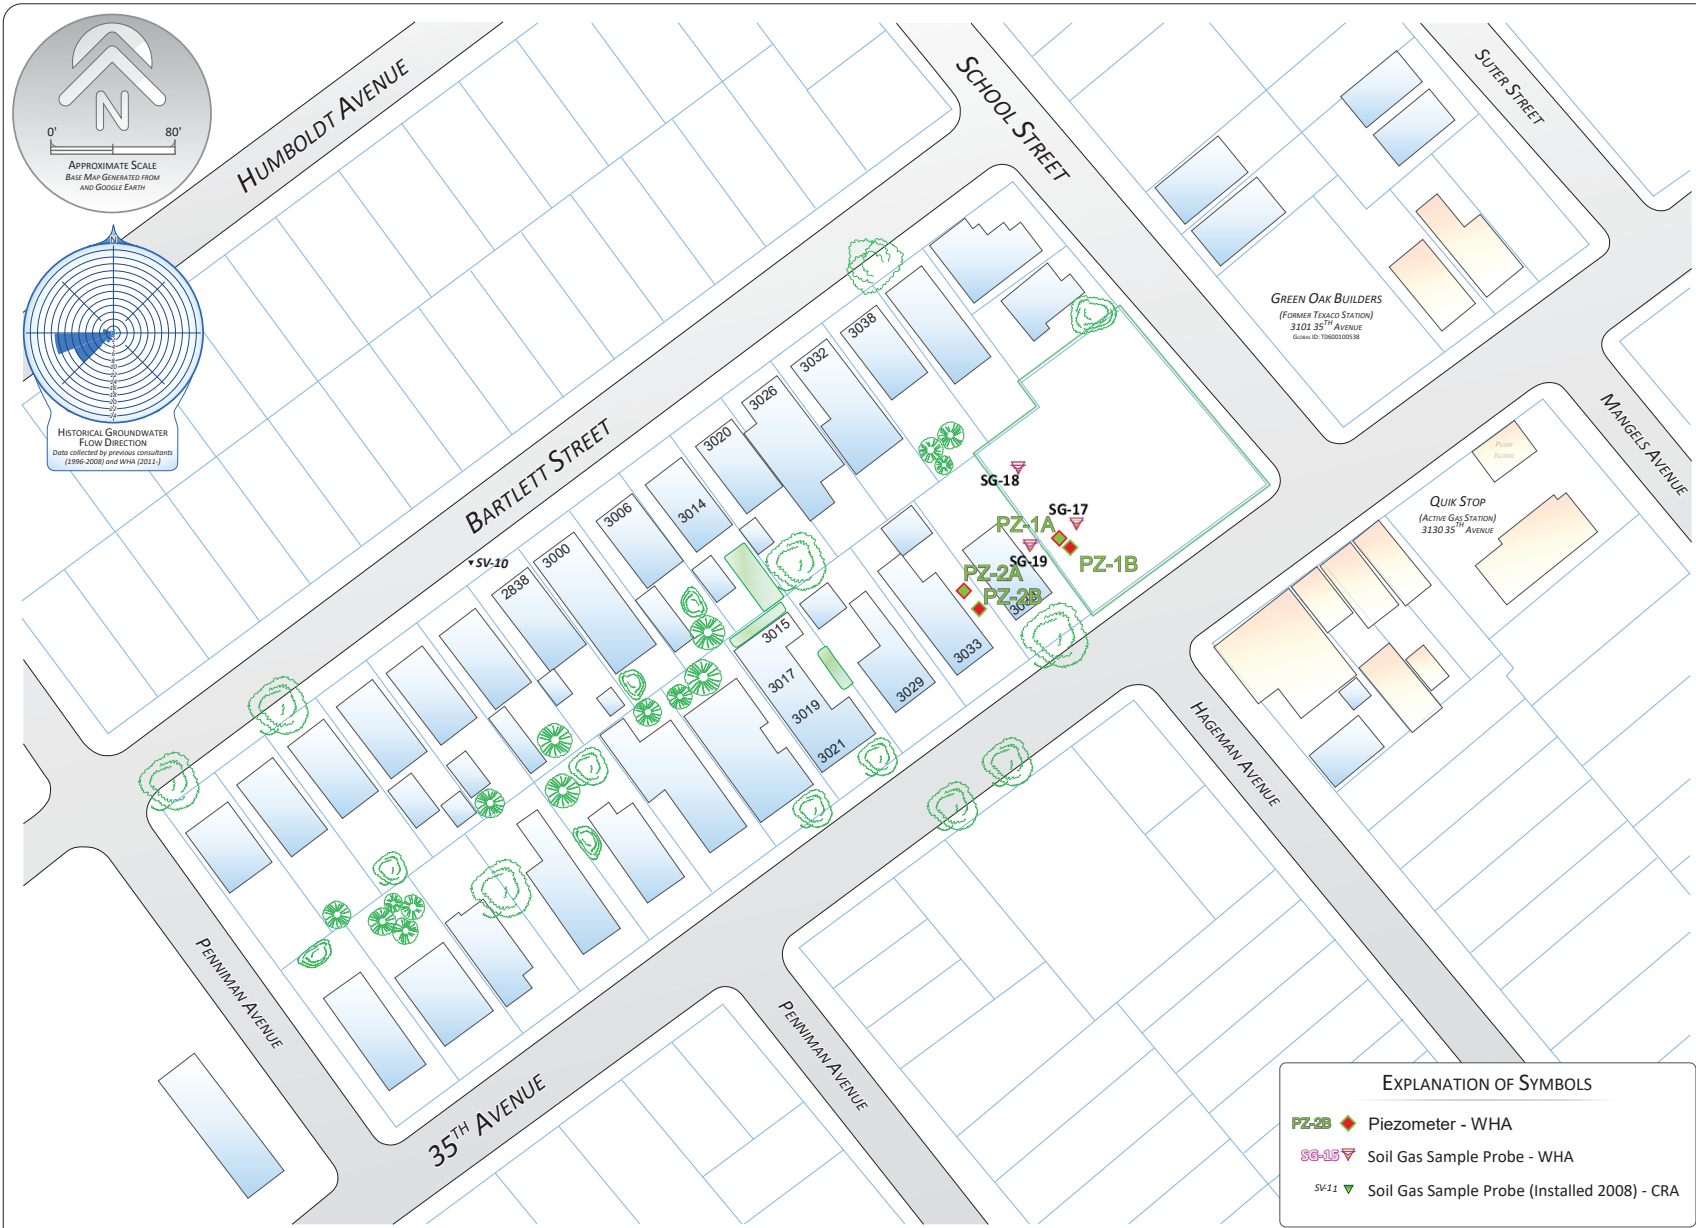 N
0'
80'
APPROXIMATE SCALE
BASE MAP GENERATED FROM
AND GOOGLE EARTH
HUMBOLDT AVENUE
SCHOOL STREET
SUTER STREET
N
HISTORICAL GROUNDWATER
FLOW DIRECTION
Data collected by previous consultants
(1996-2008) and WHA (2011-)
GREEN OAK BUILDERS
(FORMER TEXACO STATION)
3101 35TH AVENUE
GLOBAL ID: T0600100538
MANGELS AVENUE
PUMP
ISLAND
QUIK STOP
(ACTIVE GAS STATION)
3130 35TH AVENUE
BARTLETT STREET
3038
3032
3026
3020
3014
3006
3000
2838
SV-10
SG-18
SG-17
PZ-1A
SG-19
PZ-1B
PZ-2A
PZ-2B
3015
3017
3019
3021
3029
3033
HAGEMAN AVENUE
PENNIMAN AVENUE
PENNIMAN AVENUE
35TH AVENUE
EXPLANATION OF SYMBOLS
PZ-2B Piezometer - WHA
SG-15 Soil Gas Sample Probe - WHA
SV-11 Soil Gas Sample Probe (Installed 2008) - CRA